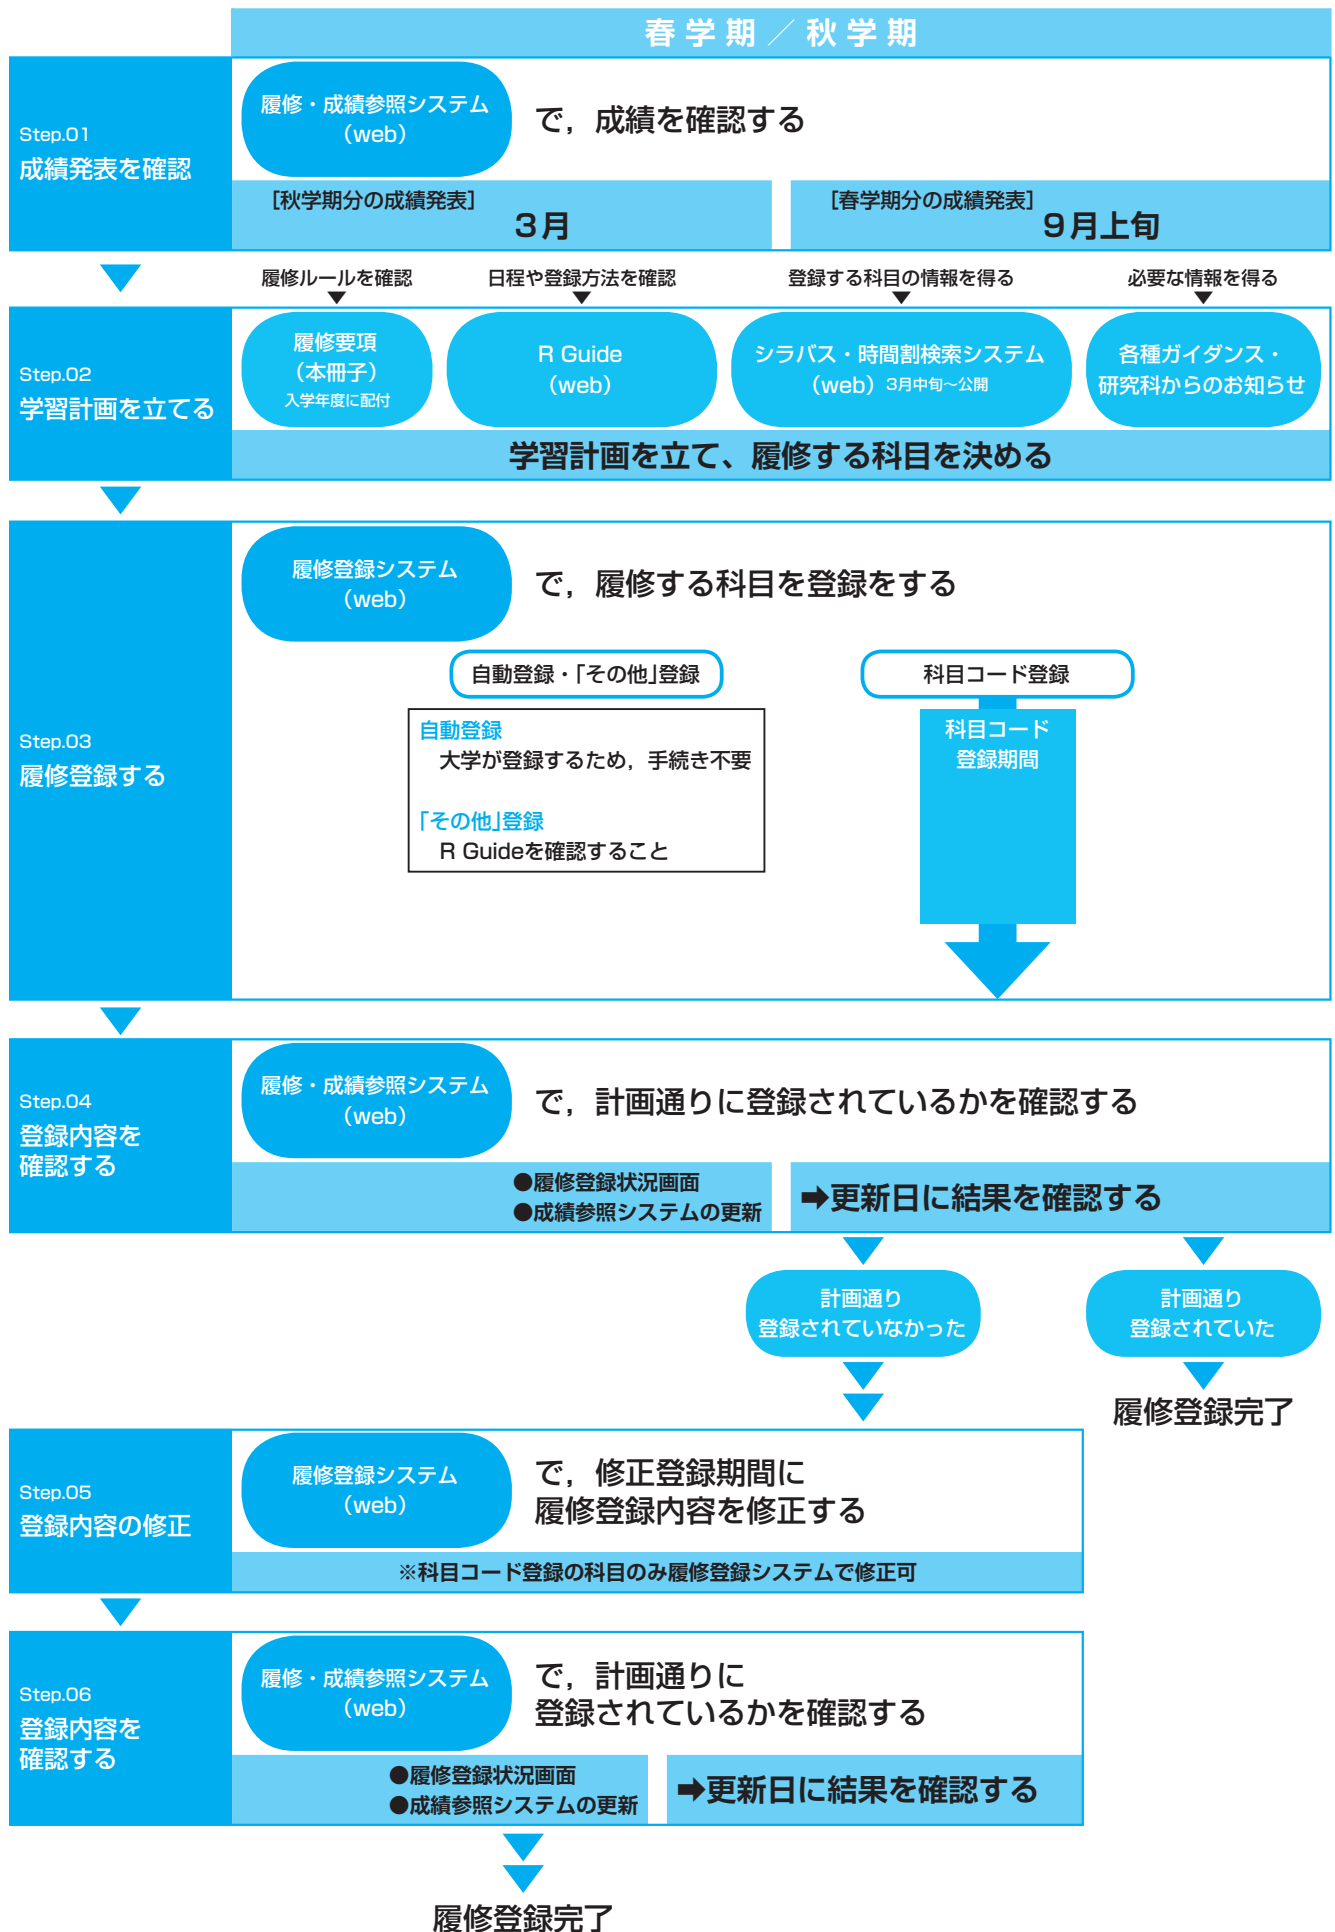 春学期／秋学期
Step.01
成績発表を確認
履修・成績参照システム
（web）
で，成績を確認する
［秋学期分の成績発表］
3月
［春学期分の成績発表］
9月上旬
履修ルールを確認
日程や登録方法を確認
登録する科目の情報を得る
必要な情報を得る
Step.02
学習計画を立てる
履修要項
（本冊子）
入学年度に配付
R Guide
（web）
シラバス・時間割検索システム
（web）3月中旬〜公開
各種ガイダンス・
研究科からのお知らせ
学習計画を立て、履修する科目を決める
Step.03
履修登録する
履修登録システム
（web）
で，履修する科目を登録をする
自動登録・「その他」登録
自動登録
大学が登録するため，手続き不要
「その他」登録
R Guideを確認すること
科目コード登録
科目コード
登録期間
Step.04
登録内容を
確認する
履修・成績参照システム
（web）
で，計画通りに登録されているかを確認する
●履修登録状況画面
●成績参照システムの更新
➡更新日に結果を確認する
計画通り
登録されていなかった
計画通り
登録されていた
履修登録完了
Step.05
登録内容の修正
履修登録システム
（web）
で，修正登録期間に
履修登録内容を修正する
※科目コード登録の科目のみ履修登録システムで修正可
Step.06
登録内容を
確認する
履修・成績参照システム
（web）
で，計画通りに
登録されているかを確認する
●履修登録状況画面
●成績参照システムの更新
➡更新日に結果を確認する
履修登録完了